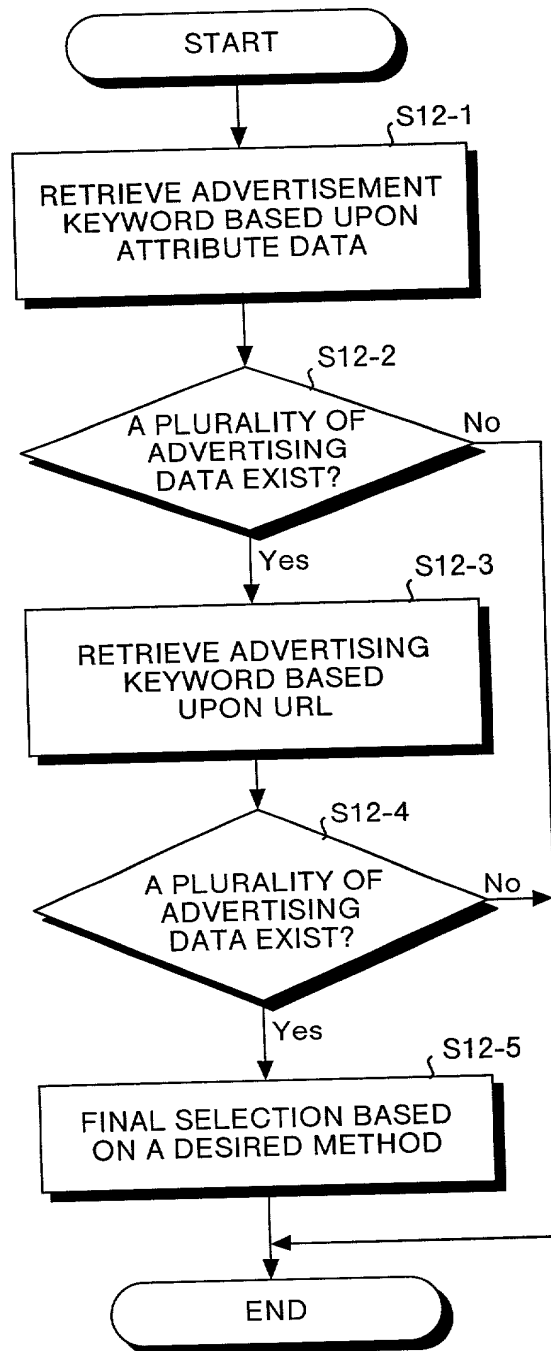 START
S12-1
RETRIEVE ADVERTISEMENT
KEYWORD BASED UPON
ATTRIBUTE DATA
S12-2
A PLURALITY OF
ADVERTISING
DATA EXIST?
No
Yes
S12-3
RETRIEVE ADVERTISING
KEYWORD BASED
UPON URL
S12-4
A PLURALITY OF
ADVERTISING
DATA EXIST?
No
Yes
S12-5
FINAL SELECTION BASED
ON A DESIRED METHOD
END